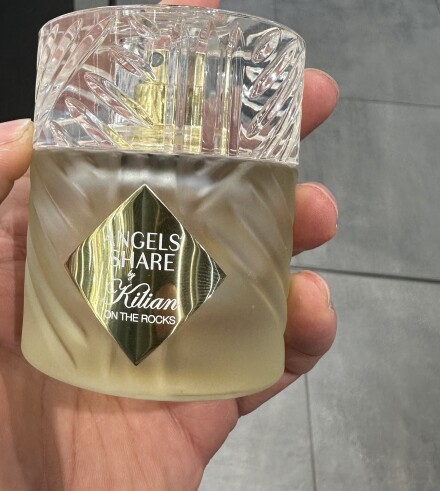 ANGELS'
SHARE
by
Kilian
ON THE ROCKS